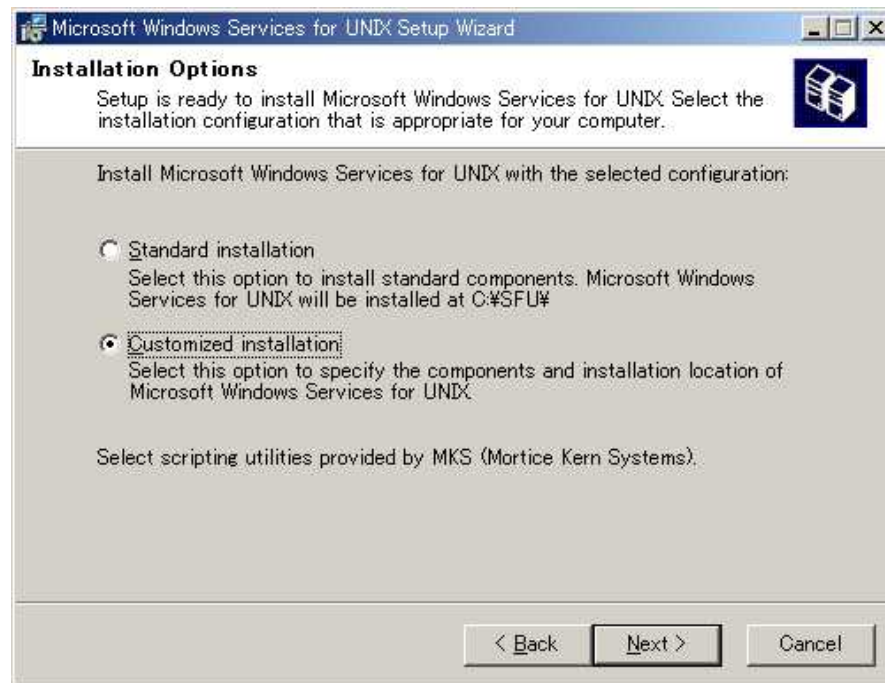 Microsoft Windows Services for UNIX Setup Wizard
Installation Options
Setup is ready to install Microsoft Windows Services for UNIX. Select the
installation configuration that is appropriate for your computer.
Install Microsoft Windows Services for UNIX with the selected configuration:
Standard installation
Select this option to install standard components. Microsoft Windows
Services for UNIX will be installed at C:¥SFU¥
Customized installation
Select this option to specify the components and installation location of
Microsoft Windows Services for UNIX.
Select scripting utilities provided by MKS (Mortice Kern Systems).
< Back
Next >
Cancel